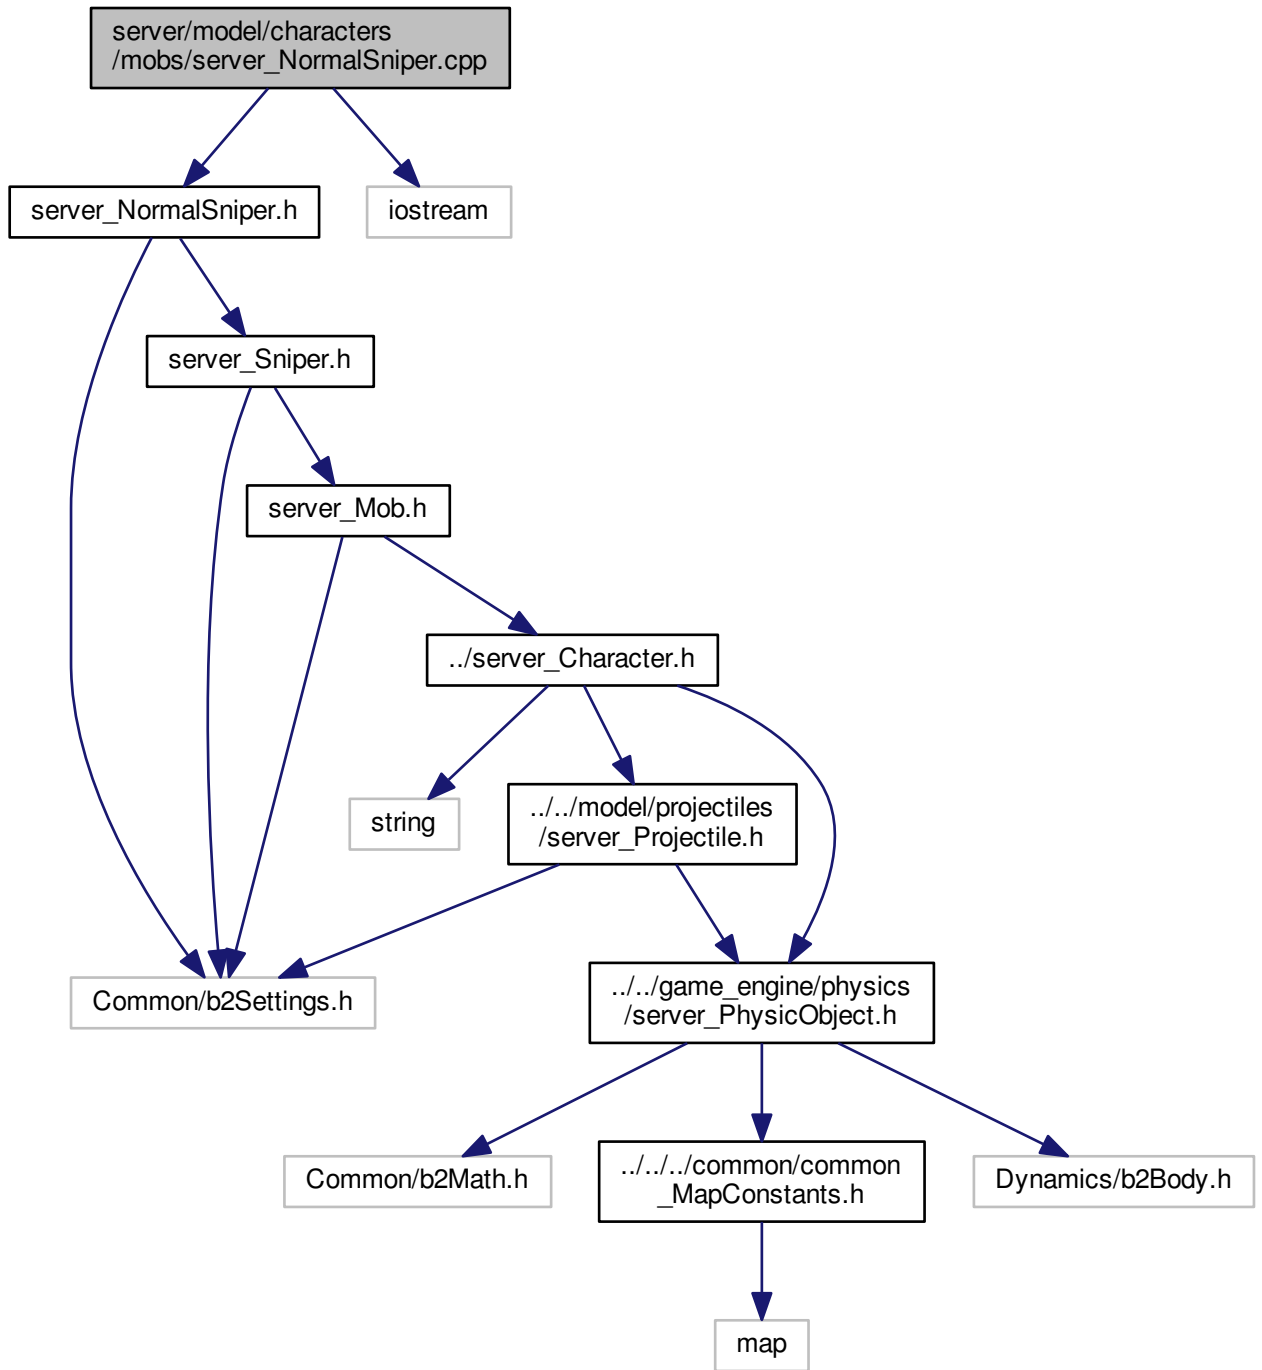 server/model/characters
/mobs/server_NormalSniper.cpp
server_NormalSniper.h
iostream
server_Sniper.h
server_Mob.h
../server_Character.h
string
../../model/projectiles
/server_Projectile.h
Common/b2Settings.h
../../game_engine/physics
/server_PhysicObject.h
Common/b2Math.h
../../../common/common
_MapConstants.h
Dynamics/b2Body.h
map